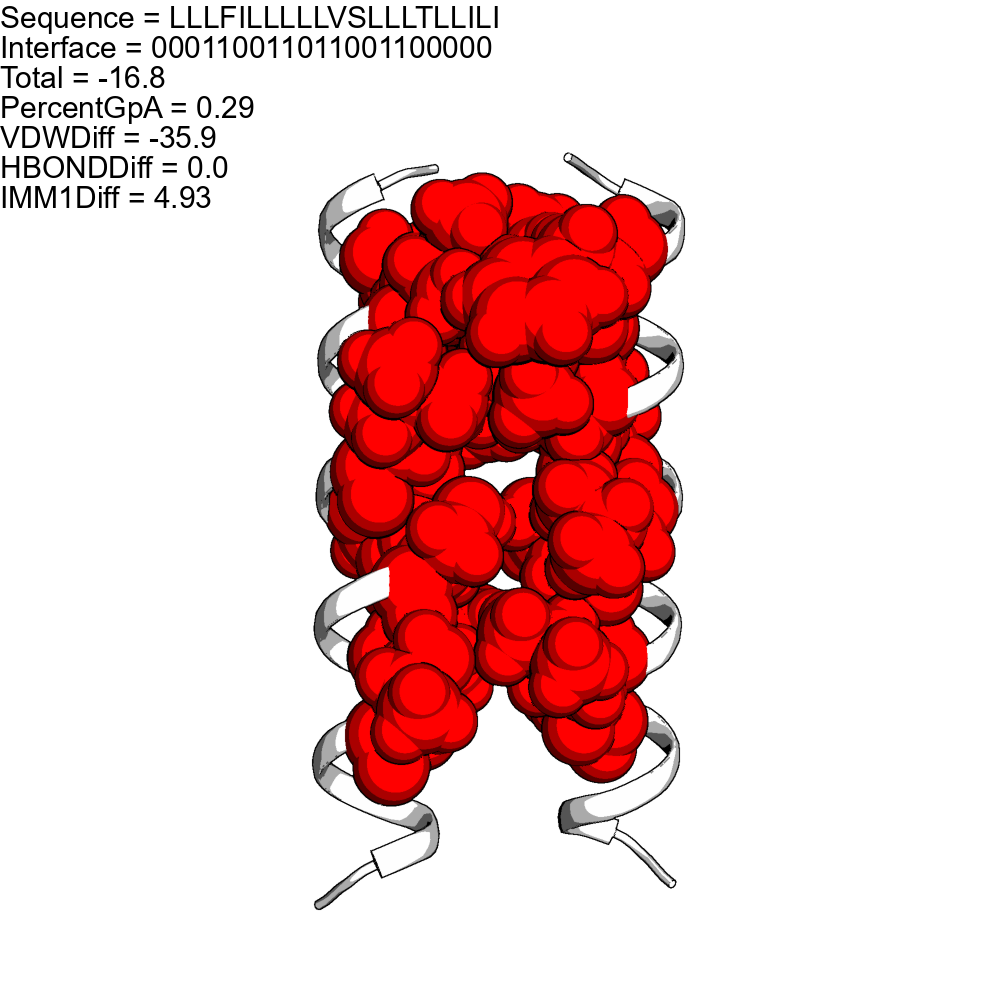 Sequence = LLLFILLLLLVSLLLTLLILI
Interface = 000110011011001100000
Total = -16.8
PercentGpA = 0.29
VDWDiff = -35.9
HBONDDiff = 0.0
IMM1Diff = 4.93